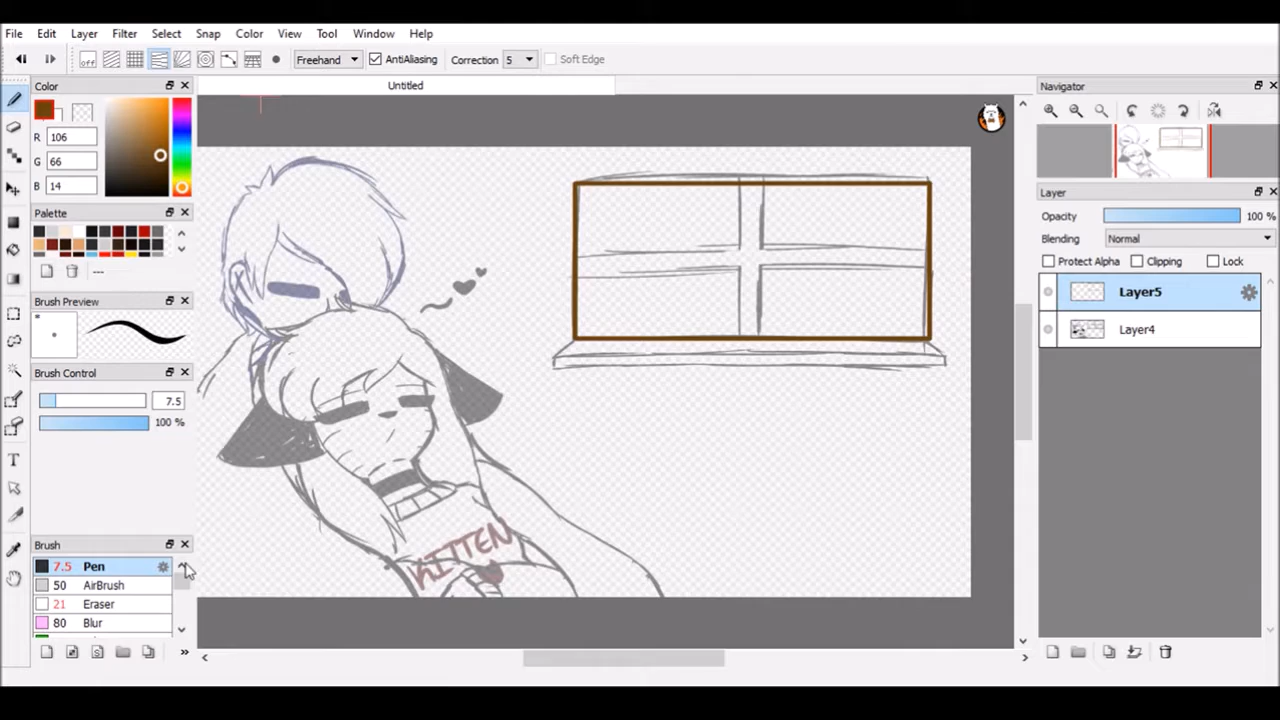 File Edit Layer Filter Select Snap Color View Tool Window Help
off Freehand AntiAliasing Correction 5 Soft Edge
Color Untitled Navigator
R 106
G 66
B 14
Palette
---
Brush Preview
Brush Control
7.5
100 %
Brush
7.5 Pen
50 AirBrush
21 Eraser
80 Blur
KITTEN
Layer
Opacity 100 %
Blending Normal
Protect Alpha Clipping Lock
Layer5
Layer4